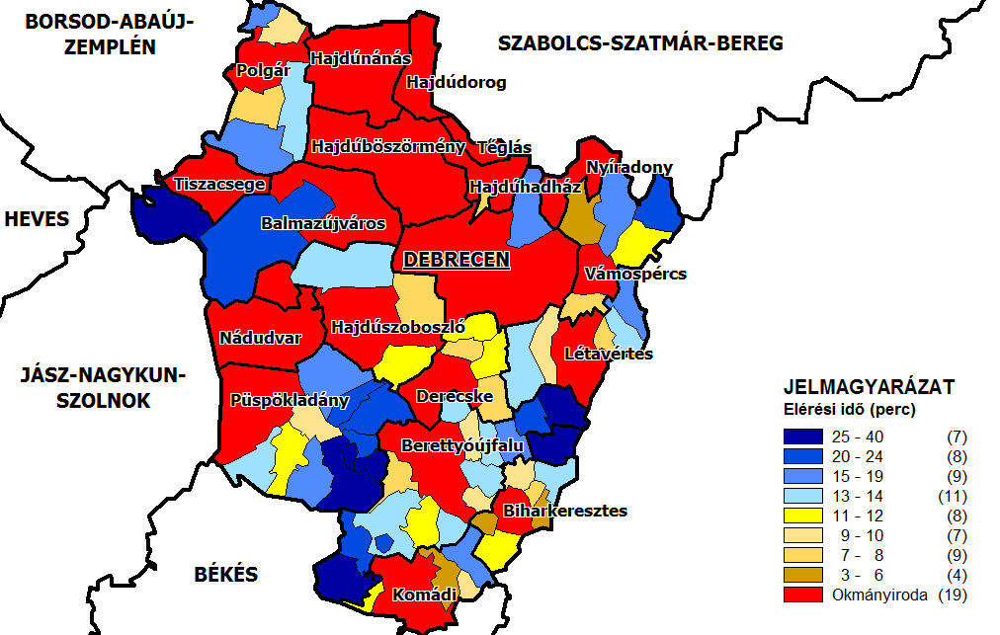 BORSOD-ABAÚJ-
ZEMPLÉN
SZABOLCS-SZATMÁR-BEREG
Hajdúnánás
Polgár
Hajdúdorog
Hajdúböszörmény
Téglás
Nyíradony
Tiszacsege
Hajdúhadház
HEVES
Balmazújváros
DEBRECEN
Vámospércs
Hajdúszoboszló
Nádudvar
Létavértes
JÁSZ-NAGYKUN-
SZOLNOK
Püspökladány
Derecske
Berettyóújfalu
Biharkeresztes
BÉKÉS
Komádi
JELMAGYARÁZAT
Elérési idő (perc)
25 - 40 (7)
20 - 24 (8)
15 - 19 (9)
13 - 14 (11)
11 - 12 (8)
9 - 10 (7)
7 - 8 (9)
3 - 6 (4)
Okmányiroda (19)